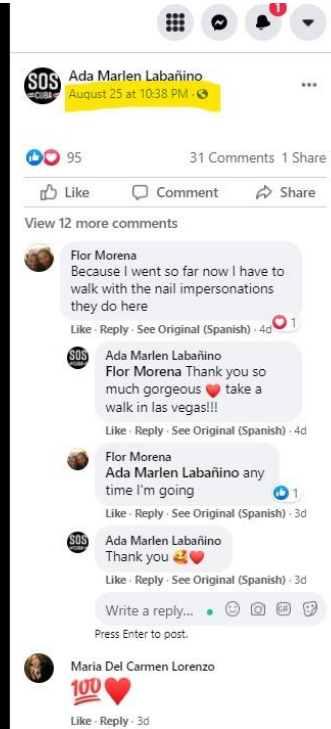 1
SOS
CUBA
Ada Marlen Labañino
August 25 at 10:38 PM ·
95
31 Comments 1 Share
Like
Comment
Share
View 12 more comments
Flor Morena
Because I went so far now I have to
walk with the nail impersonations
they do here
1
Like · Reply · See Original (Spanish) · 4d
SOS
Ada Marlen Labañino
Flor Morena Thank you so
much gorgeous ❤️ take a
walk in las vegas!!!
Like · Reply · See Original (Spanish) · 4d
Flor Morena
Ada Marlen Labañino any
time I'm going
1
Like · Reply · See Original (Spanish) · 3d
SOS
Ada Marlen Labañino
Thank you 🥰❤️
Like · Reply · See Original (Spanish) · 3d
Write a reply...
GIF
Press Enter to post.
Maria Del Carmen Lorenzo
💯❤️
Like · Reply · 3d